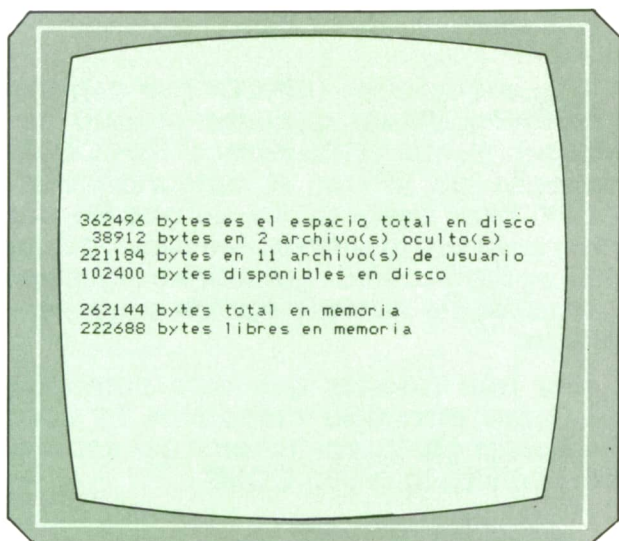 362496 bytes es el espacio total en disco
38912 bytes en 2 archivo(s) oculto(s)
221184 bytes en 11 archivo(s) de usuario
102400 bytes disponibles en disco
262144 bytes total en memoria
222688 bytes libres en memoria